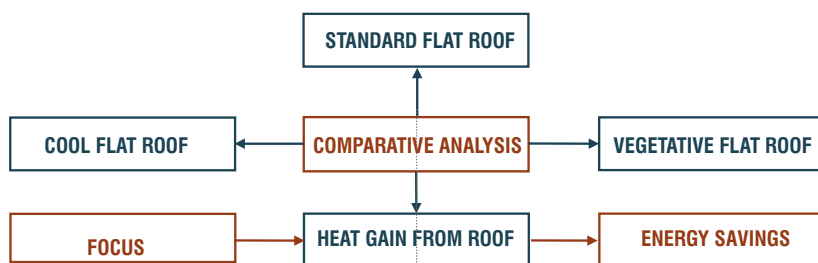 STANDARD FLAT ROOF
COOL FLAT ROOF
COMPARATIVE ANALYSIS
VEGETATIVE FLAT ROOF
FOCUS
HEAT GAIN FROM ROOF
ENERGY SAVINGS